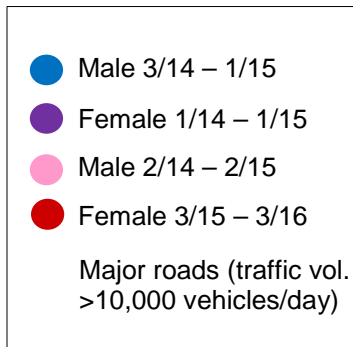 Male 3/14 – 1/15
Female 1/14 – 1/15
Male 2/14 – 2/15
Female 3/15 – 3/16
Major roads (traffic vol.
>10,000 vehicles/day)